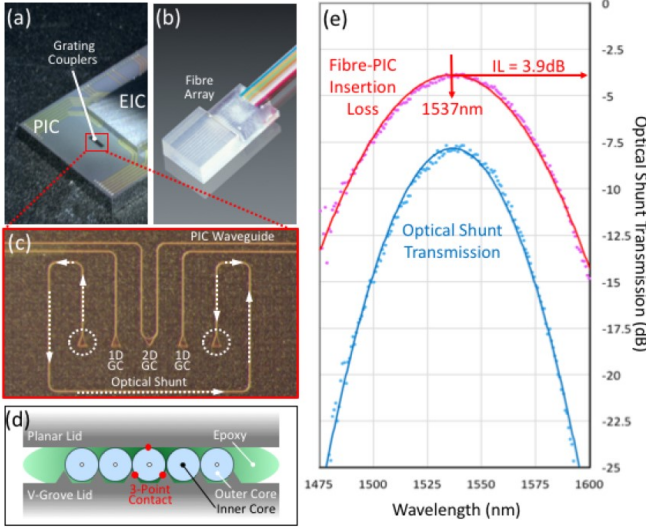 (a)
Grating
Couplers
PIC
EIC
(b)
Fibre
Array
(c)
PIC Waveguide
1D
GC
2D
GC
1D
GC
Optical Shunt
(d)
Planar Lid
Epoxy
V-Grove Lid
3-Point
Contact
Outer Core
Inner Core
(e)
Fibre-PIC
Insertion
Loss
IL = 3.9dB
1537nm
Optical Shunt
Transmission
0
-2.5
-5
-7.5
-10
-12.5
-15
-17.5
-20
-22.5
-25
Optical Shunt Transmission (dB)
1475
1500
1525
1550
1575
1600
Wavelength (nm)